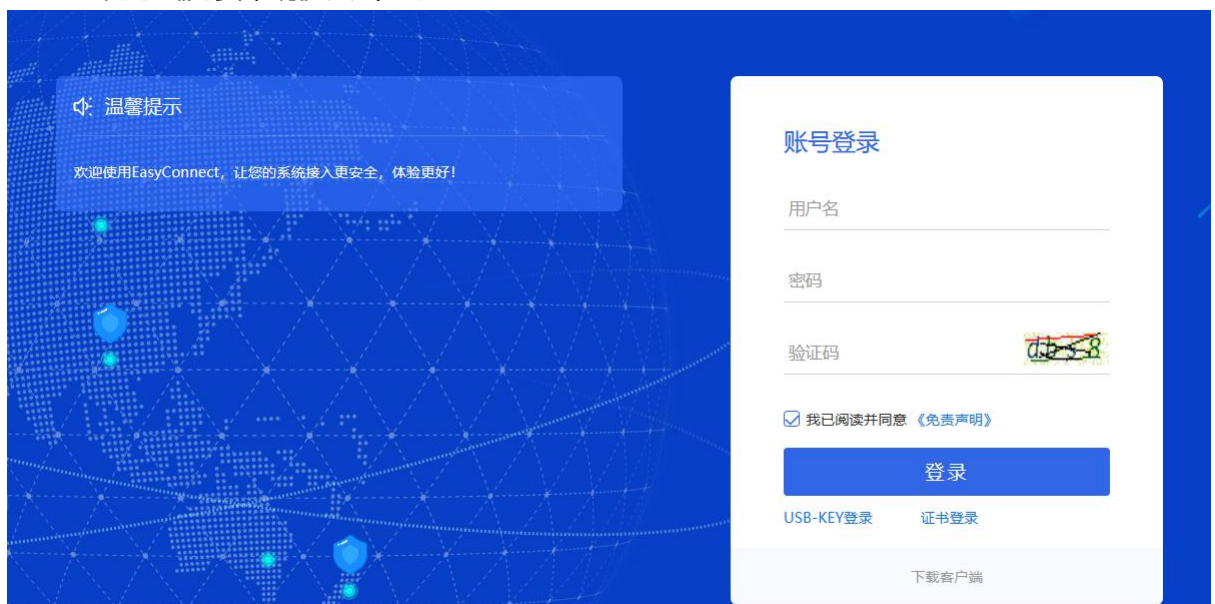 温馨提示
欢迎使用EasyConnect，让您的系统接入更安全，体验更好！
账号登录
用户名
密码
验证码
我已阅读并同意《免责声明》
登录
USB-KEY登录 证书登录
下载客户端